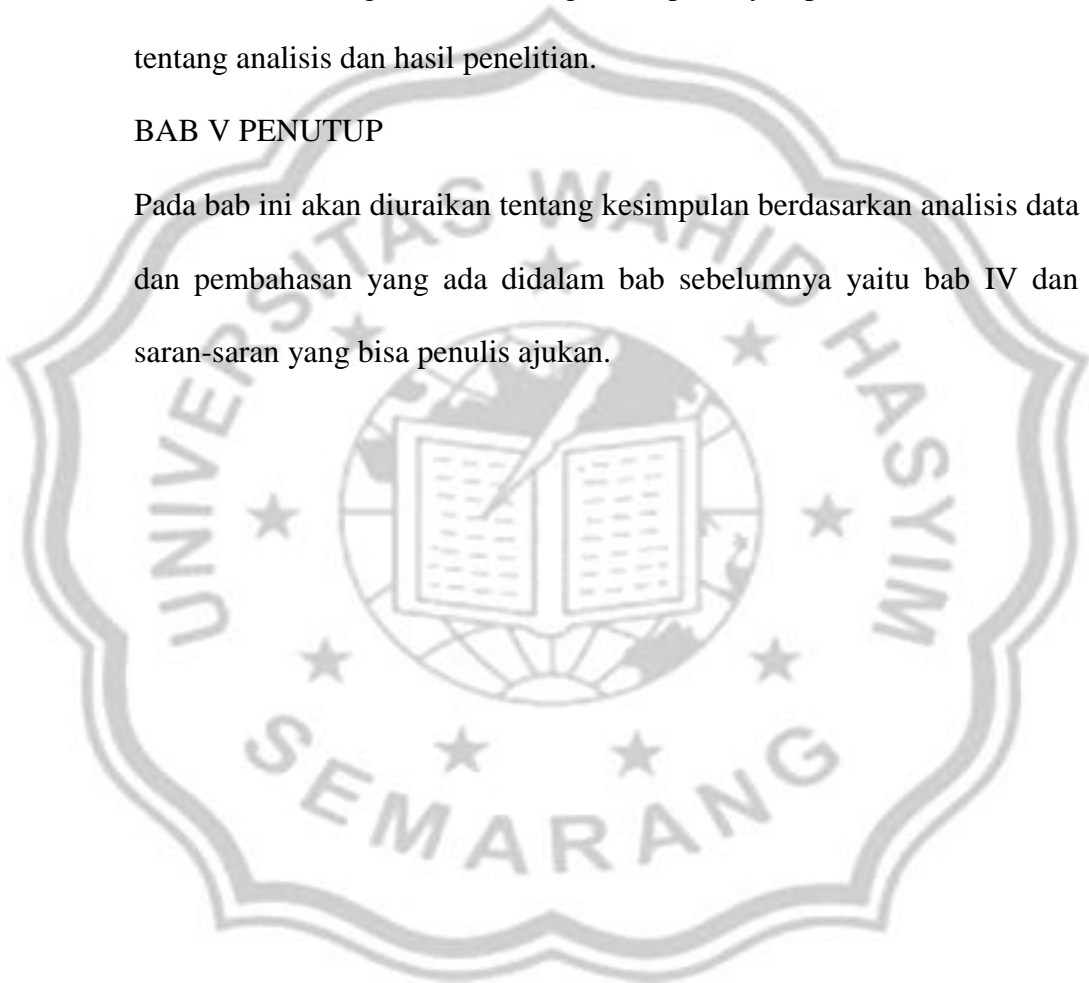 tentang analisis dan hasil penelitian.
BAB V PENUTUP
Pada bab ini akan diuraikan tentang kesimpulan berdasarkan analisis data
dan pembahasan yang ada didalam bab sebelumnya yaitu bab IV dan
saran-saran yang bisa penulis ajukan.
UNIVERSITAS WAHID HASYIM
SEMARANG